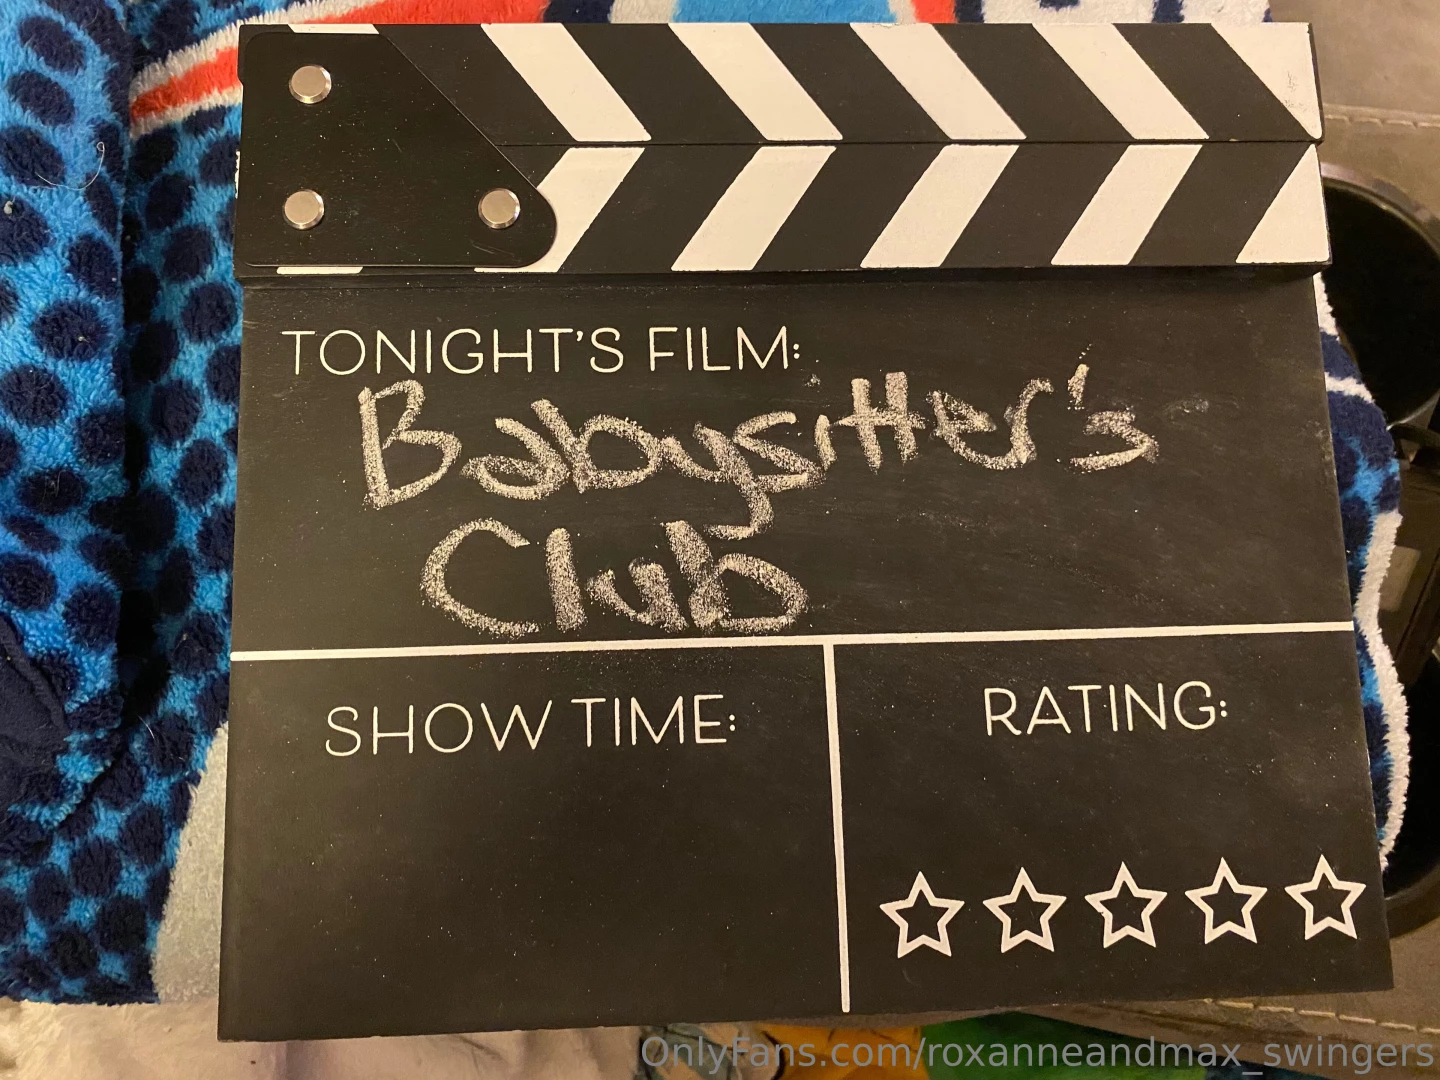 TONIGHT'S FILM:
Babysitter's
Club
SHOW TIME:
RATING:
OnlyFans.com/roxanneandmax_swingers